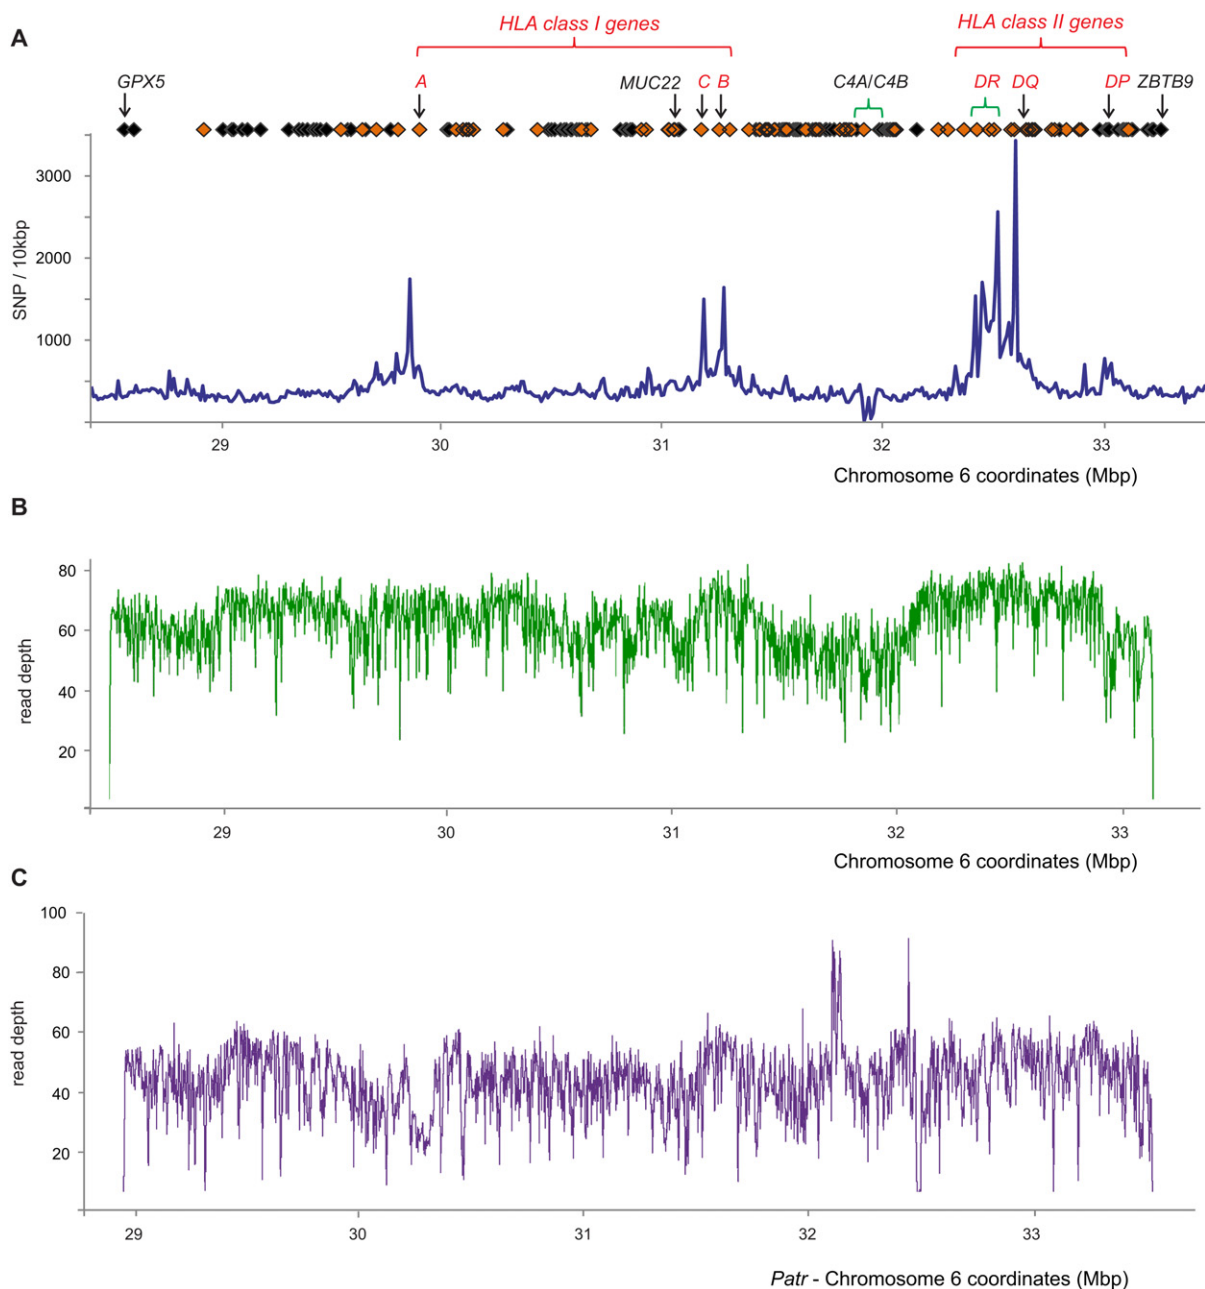 A
HLA class I genes
HLA class II genes
GPX5
A
MUC22
C
B
C4A/C4B
DR
DQ
DP
ZBTB9
3000
2000
1000
SNP / 10kbp
29
30
31
32
33
Chromosome 6 coordinates (Mbp)
B
80
60
40
20
read depth
29
30
31
32
33
Chromosome 6 coordinates (Mbp)
C
100
80
60
40
20
read depth
29
30
31
32
33
Patr - Chromosome 6 coordinates (Mbp)